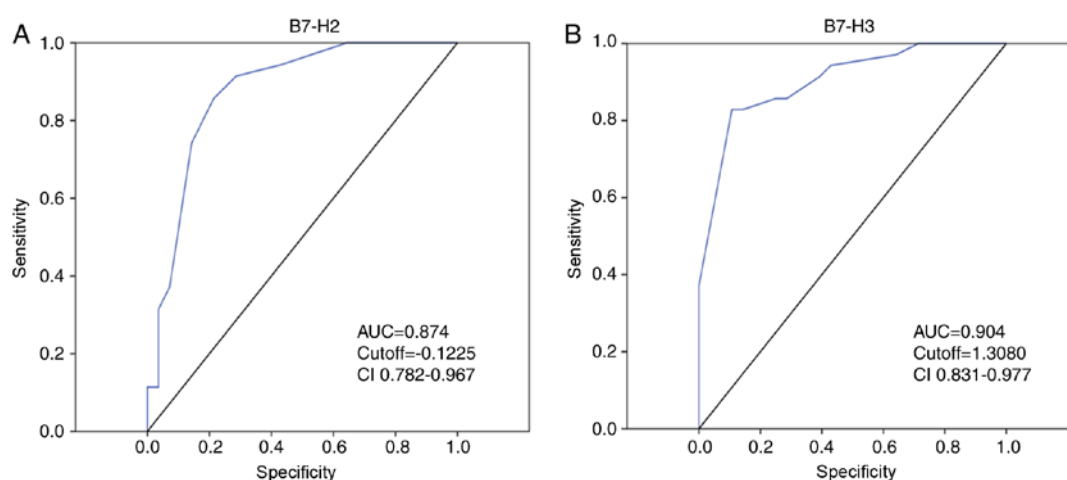 A
B7-H2
1.0
0.8
0.6
0.4
0.2
0.0
Sensitivity
AUC=0.874
Cutoff=-0.1225
CI 0.782-0.967
0.0 0.2 0.4 0.6 0.8 1.0
Specificity
B
B7-H3
1.0
0.8
0.6
0.4
0.2
0.0
Sensitivity
AUC=0.904
Cutoff=1.3080
CI 0.831-0.977
0.0 0.2 0.4 0.6 0.8 1.0
Specificity